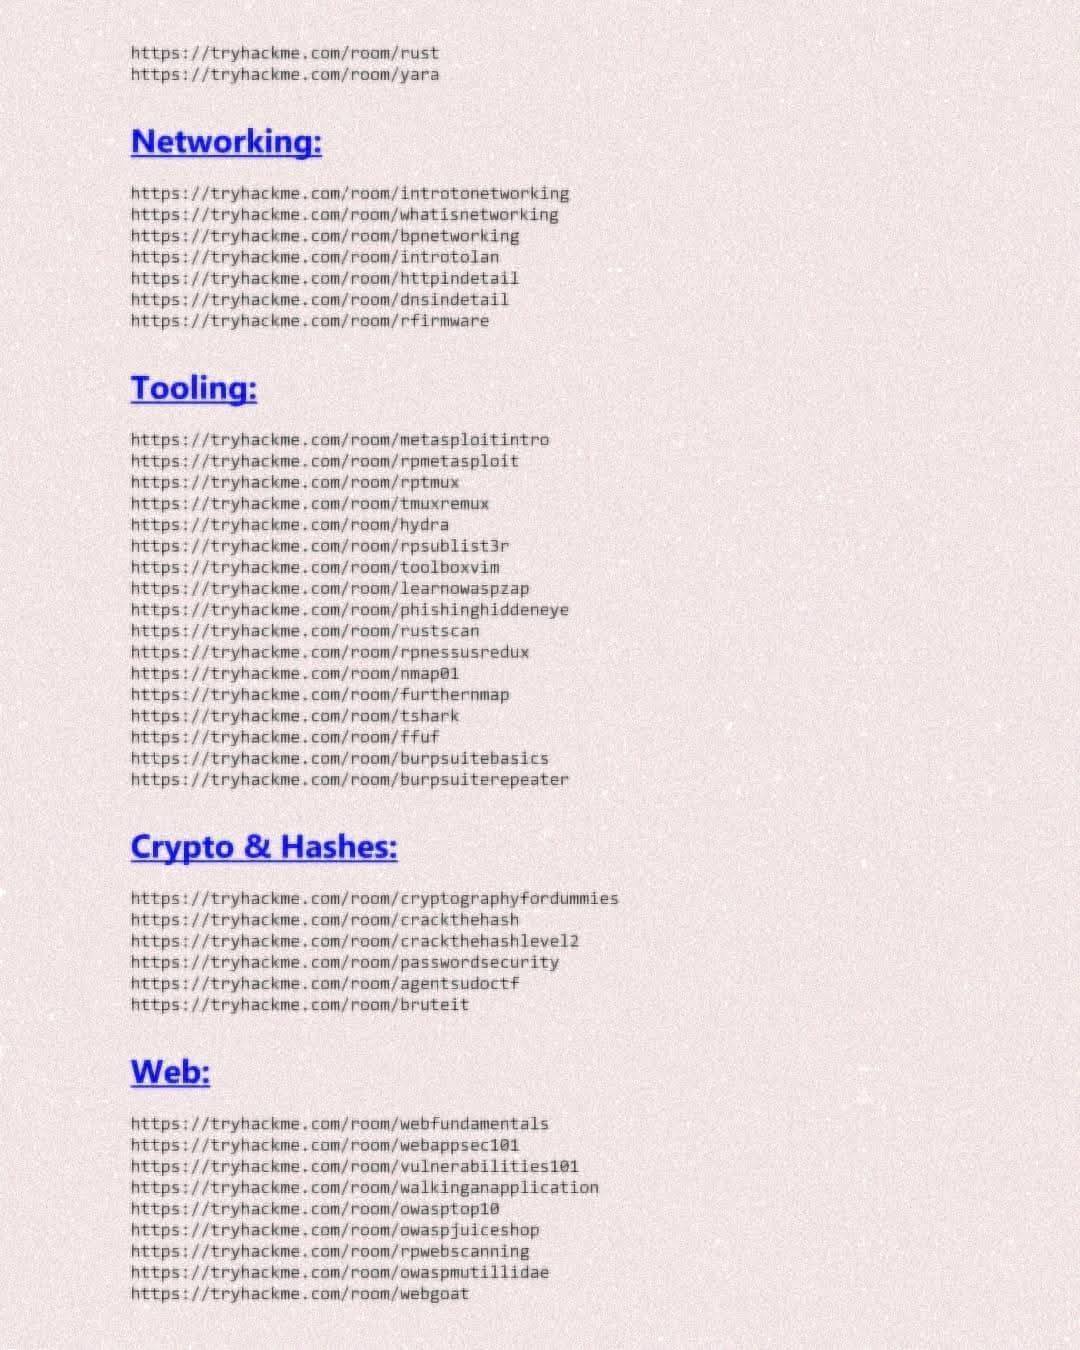 https://tryhackme.com/room/rust
https://tryhackme.com/room/yara
Networking:
https://tryhackme.com/room/introtonetworking
https://tryhackme.com/room/whatisnetworking
https://tryhackme.com/room/bpnetworking
https://tryhackme.com/room/introtolan
https://tryhackme.com/room/httpindetail
https://tryhackme.com/room/dnsindetail
https://tryhackme.com/room/rfirmware
Tooling:
https://tryhackme.com/room/metasploitintro
https://tryhackme.com/room/rpmetasploit
https://tryhackme.com/room/rptmux
https://tryhackme.com/room/tmuxremux
https://tryhackme.com/room/hydra
https://tryhackme.com/room/rpsublist3r
https://tryhackme.com/room/toolboxvim
https://tryhackme.com/room/learnowaspzap
https://tryhackme.com/room/phishinghiddeneye
https://tryhackme.com/room/rustscan
https://tryhackme.com/room/rpnessusredux
https://tryhackme.com/room/nmap01
https://tryhackme.com/room/furthernmap
https://tryhackme.com/room/tshark
https://tryhackme.com/room/ffuf
https://tryhackme.com/room/burpsuitebasics
https://tryhackme.com/room/burpsuiterepeater
Crypto & Hashes:
https://tryhackme.com/room/cryptographyfordummies
https://tryhackme.com/room/crackthehash
https://tryhackme.com/room/crackthehashlevel2
https://tryhackme.com/room/passwordsecurity
https://tryhackme.com/room/agentsudoctf
https://tryhackme.com/room/bruteit
Web:
https://tryhackme.com/room/webfundamentals
https://tryhackme.com/room/webappsec101
https://tryhackme.com/room/vulnerabilities101
https://tryhackme.com/room/walkinganapplication
https://tryhackme.com/room/owasptop10
https://tryhackme.com/room/owaspjuiceshop
https://tryhackme.com/room/rpwebscanning
https://tryhackme.com/room/owaspmutillidae
https://tryhackme.com/room/webgoat